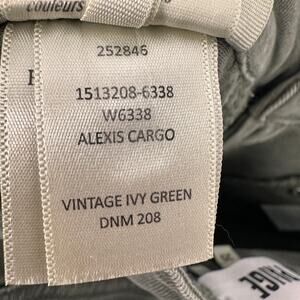 couleurs
252846
1513208-6338
W6338
ALEXIS CARGO
VINTAGE IVY GREEN
DNM 208